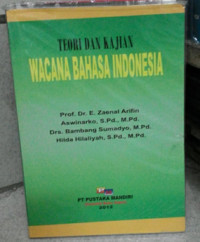 TEORI DAN KAJIAN
WACANA BAHASA INDONESIA
Prof. Dr. E. Zaenal Arifin
Aswinarko, S.Pd., M.Pd.
Drs. Bambang Sumadyo, M.Pd.
Hilda Hilaliyah, S.Pd., M.Pd.
PT PUSTAKA MANDIRI